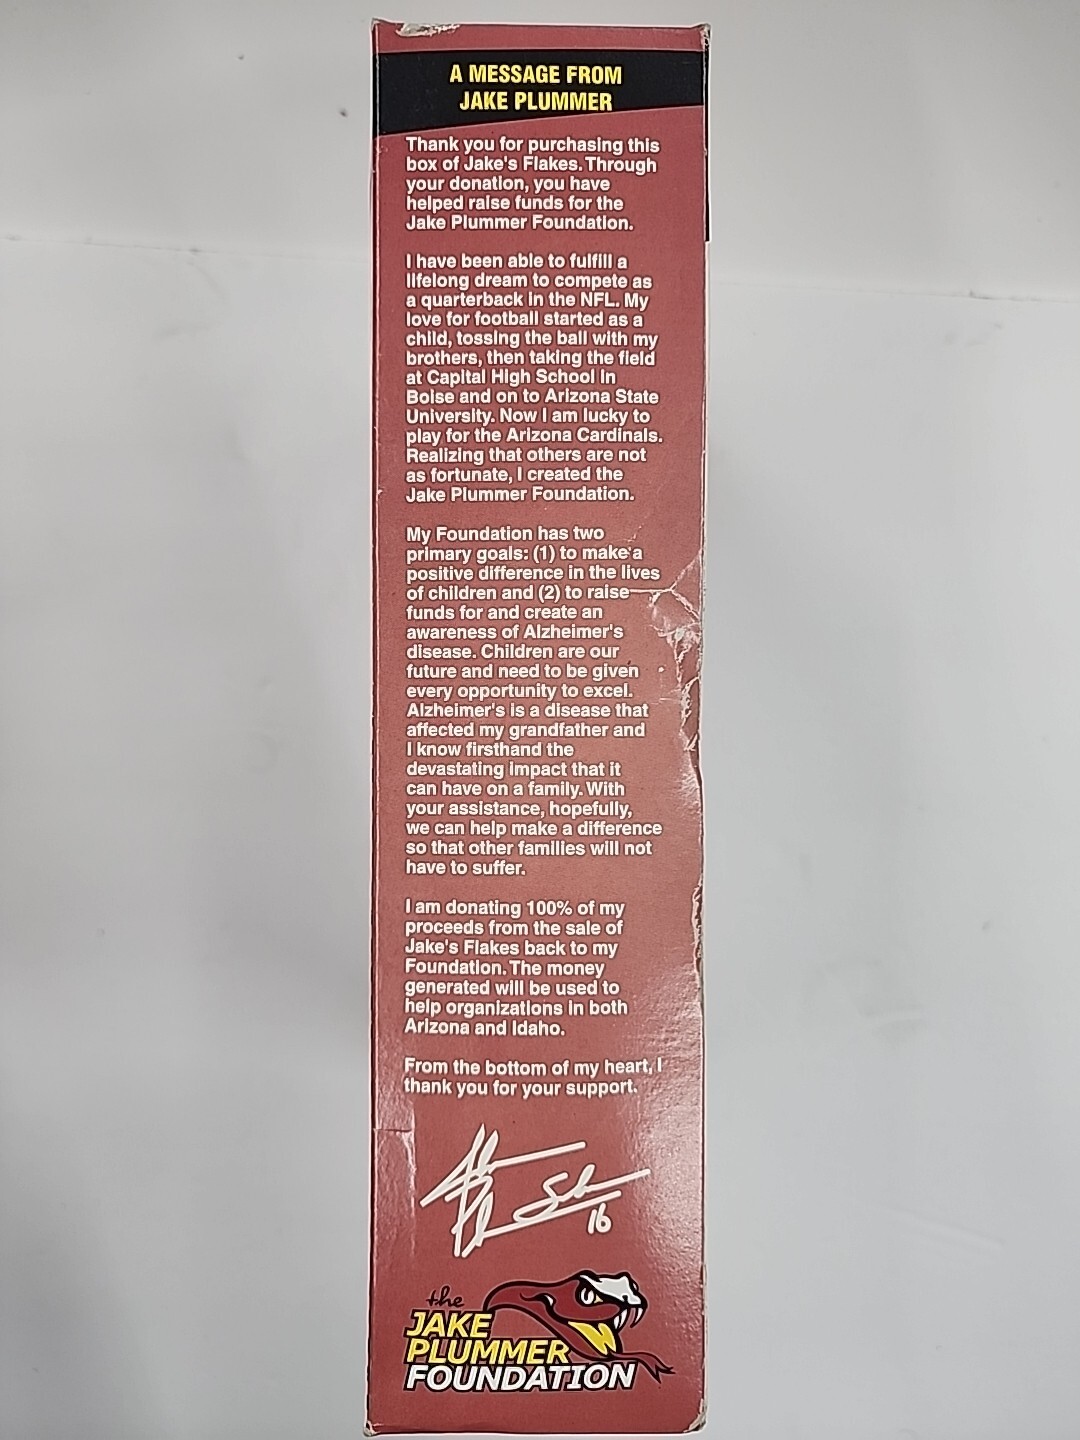 A MESSAGE FROM
JAKE PLUMMER
Thank you for purchasing this
box of Jake's Flakes. Through
your donation, you have
helped raise funds for the
Jake Plummer Foundation.
I have been able to fulfill a
lifelong dream to compete as
a quarterback in the NFL. My
love for football started as a
child, tossing the ball with my
brothers, then taking the field
at Capital High School in
Boise and on to Arizona State
University. Now I am lucky to
play for the Arizona Cardinals.
Realizing that others are not
as fortunate, I created the
Jake Plummer Foundation.
My Foundation has two
primary goals: (1) to make a
positive difference in the lives
of children and (2) to raise
funds for and create an
awareness of Alzheimer's
disease. Children are our
future and need to be given
every opportunity to excel.
Alzheimer's is a disease that
affected my grandfather and
I know firsthand the
devastating impact that it
can have on a family. With
your assistance, hopefully,
we can help make a difference
so that other families will not
have to suffer.
I am donating 100% of my
proceeds from the sale of
Jake's Flakes back to my
Foundation. The money
generated will be used to
help organizations in both
Arizona and Idaho.
From the bottom of my heart, I
thank you for your support.
16
the
JAKE
PLUMMER
FOUNDATION